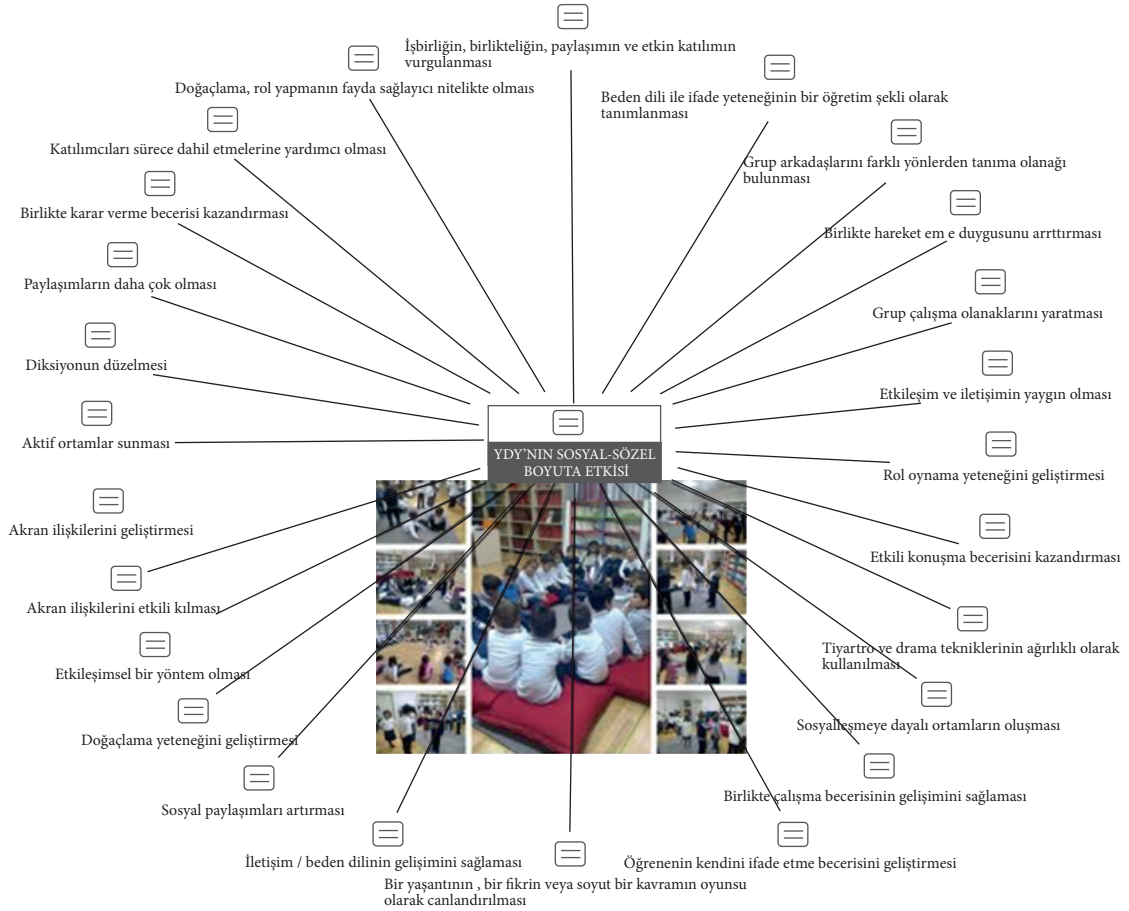 İşbirliğin, birlikteliğin, paylaşımın ve etkin katılımın
vurgulanması
Doğaçlama, rol yapmanın fayda sağlayıcı nitelikte olmaıs
Beden dili ile ifade yeteneğinin bir öğretim şekli olarak
tanımlanması
Katılımcıları sürece dahil etmelerine yardımcı olması
Grup arkadaşlarını farklı yönlerden tanıma olanağı
bulunması
Birlikte karar verme becerisi kazandırması
Birlikte hareket em e duygusunu arrttırması
Paylaşımların daha çok olması
Grup çalışma olanaklarını yaratması
Diksiyonun düzelmesi
Etkileşim ve iletişimin yaygın olması
Aktif ortamlar sunması
YDY'NIN SOSYAL-SÖZEL
BOYUTA ETKİSİ
Rol oynama yeteneğini geliştirmesi
Akran ilişkilerini geliştirmesi
Etkili konuşma becerisini kazandırması
Akran ilişkilerini etkili kılması
Tiyartro ve drama tekniklerinin ağırlıklı olarak
kullanılması
Etkileşimsel bir yöntem olması
Sosyalleşmeye dayalı ortamların oluşması
Doğaçlama yeteneğini geliştirmesi
Birlikte çalışma becerisinin gelişimini sağlaması
Sosyal paylaşımları artırması
İletişim / beden dilinin gelişimini sağlaması
Öğrenenin kendini ifade etme becerisini geliştirmesi
Bir yaşantının , bir fikrin veya soyut bir kavramın oyunsu
olarak canlandırılması